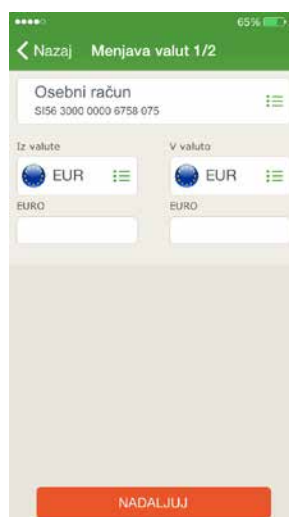 65%
Nazaj Menjava valut 1/2
Osebni račun
SI56 3000 0000 6758 075
Iz valute V valuto
EUR EUR
EURO EURO
NADALJUJ